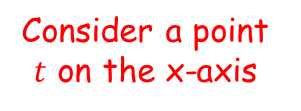 Consider a point
t on the x-axis